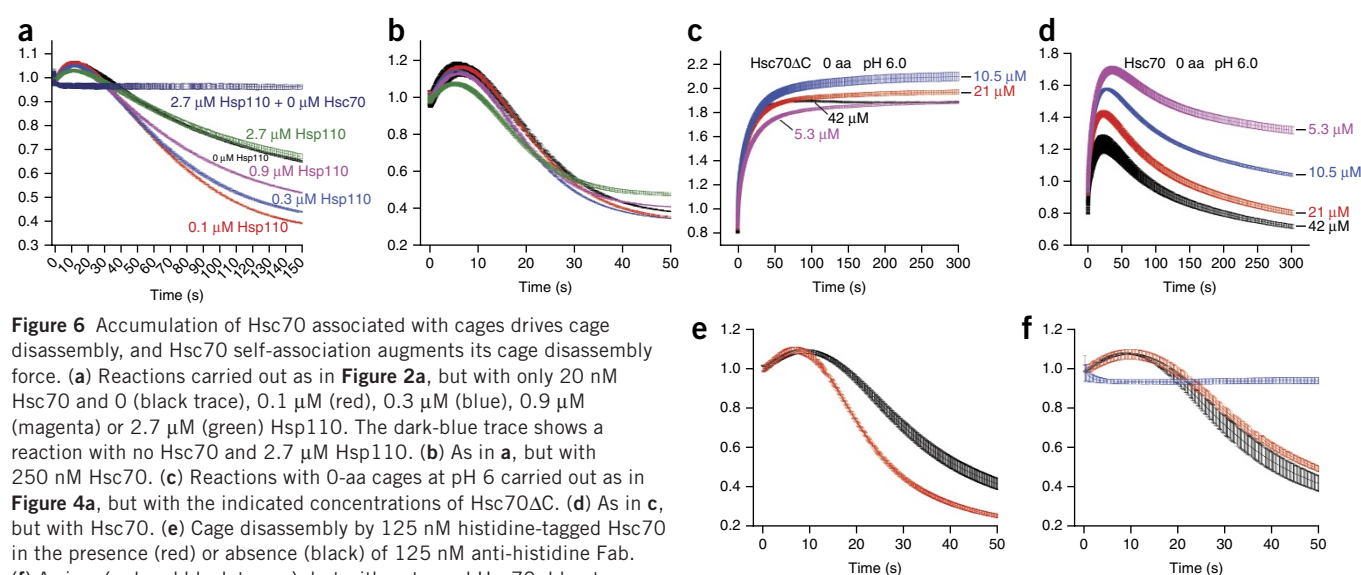 a
1.1
1.0
0.9
0.8
0.7
0.6
0.5
0.4
0.3
2.7 µM Hsp110 + 0 µM Hsc70
2.7 µM Hsp110
0 µM Hsp110
0.9 µM Hsp110
0.3 µM Hsp110
0.1 µM Hsp110
0 10 20 30 40 50 60 70 80 90 100 110 120 130 140 150
Time (s)
b
1.2
1.0
0.8
0.6
0.4
0.2
0 10 20 30 40 50
Time (s)
c
Hsc70ΔC 0 aa pH 6.0
2.2
2.0
1.8
1.6
1.4
1.2
1.0
0.8
10.5 µM
21 µM
42 µM
5.3 µM
0 50 100 150 200 250 300
Time (s)
d
Hsc70 0 aa pH 6.0
1.8
1.6
1.4
1.2
1.0
0.8
0.6
5.3 µM
10.5 µM
21 µM
42 µM
0 50 100 150 200 250 300
Time (s)
Figure 6 Accumulation of Hsc70 associated with cages drives cage
disassembly, and Hsc70 self-association augments its cage disassembly
force. (a) Reactions carried out as in Figure 2a, but with only 20 nM
Hsc70 and 0 (black trace), 0.1 µM (red), 0.3 µM (blue), 0.9 µM
(magenta) or 2.7 µM (green) Hsp110. The dark-blue trace shows a
reaction with no Hsc70 and 2.7 µM Hsp110. (b) As in a, but with
250 nM Hsc70. (c) Reactions with 0-aa cages at pH 6 carried out as in
Figure 4a, but with the indicated concentrations of Hsc70ΔC. (d) As in c,
but with Hsc70. (e) Cage disassembly by 125 nM histidine-tagged Hsc70
in the presence (red) or absence (black) of 125 nM anti-histidine Fab.
e
1.2
1.0
0.8
0.6
0.4
0.2
0 10 20 30 40 50
Time (s)
f
1.2
1.0
0.8
0.6
0.4
0.2
0 10 20 30 40 50
Time (s)